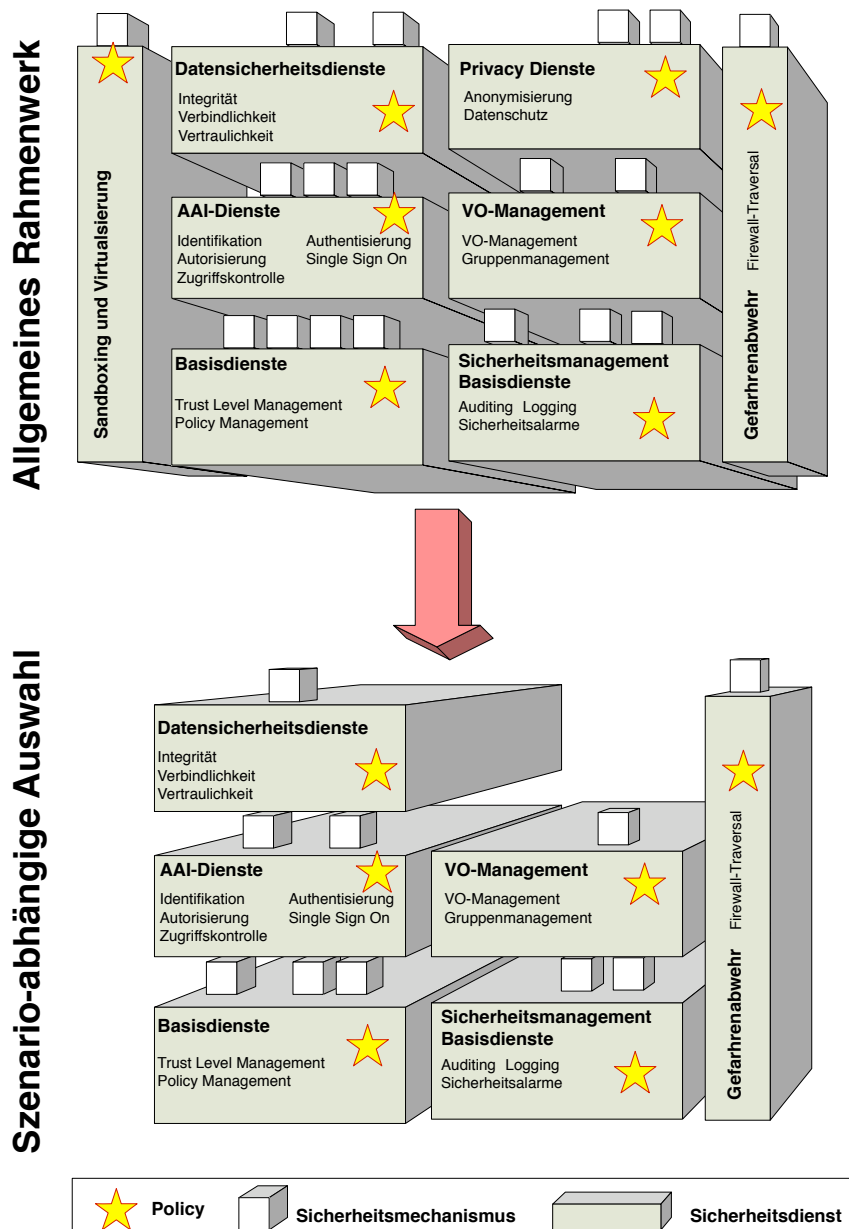 Allgemeines Rahmenwerk
Sandboxing und Virtualsierung
Datensicherheitsdienste
Integrität
Verbindlichkeit
Vertraulichkeit
Privacy Dienste
Anonymisierung
Datenschutz
AAI-Dienste
Identifikation Authentisierung
Autorisierung Single Sign On
Zugriffskontrolle
VO-Management
VO-Management
Gruppenmanagement
Basisdienste
Trust Level Management
Policy Management
Sicherheitsmanagement
Basisdienste
Auditing Logging
Sicherheitsalarme
Gefarhrenabwehr Firewall-Traversal
Szenario-abhängige Auswahl
Datensicherheitsdienste
Integrität
Verbindlichkeit
Vertraulichkeit
AAI-Dienste
Identifikation Authentisierung
Autorisierung Single Sign On
Zugriffskontrolle
VO-Management
VO-Management
Gruppenmanagement
Basisdienste
Trust Level Management
Policy Management
Sicherheitsmanagement
Basisdienste
Auditing Logging
Sicherheitsalarme
Gefarhrenabwehr Firewall-Traversal
Policy Sicherheitsmechanismus Sicherheitsdienst